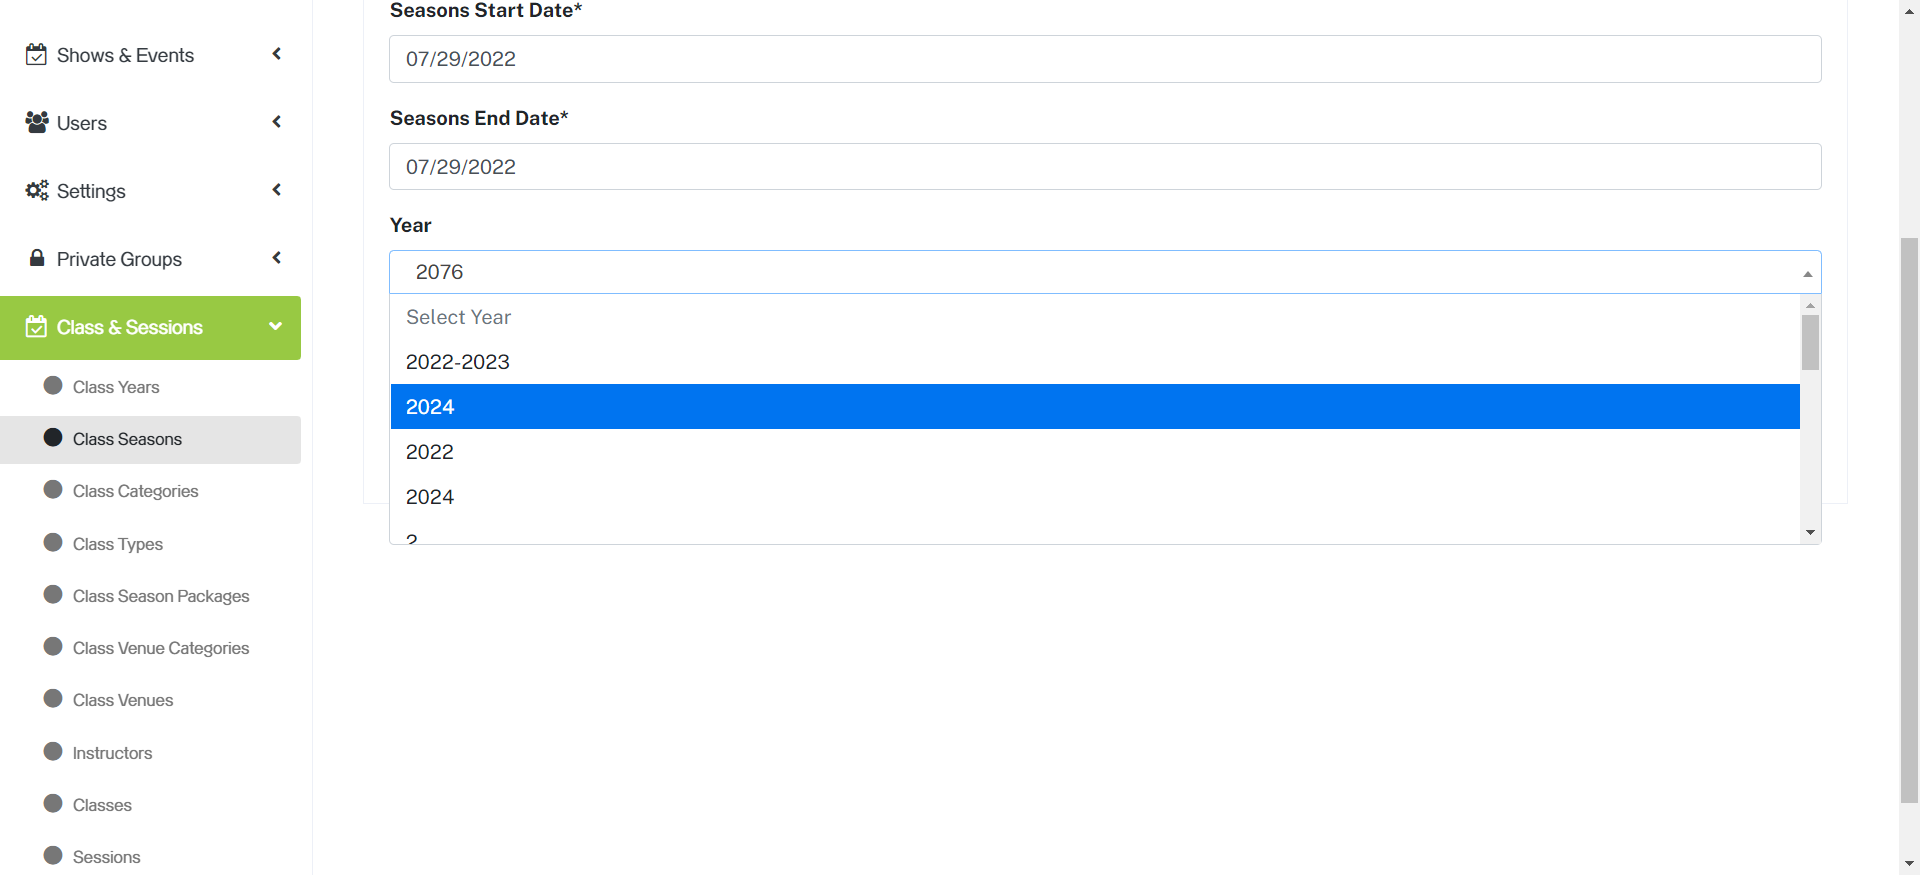 Shows & Events
Users
Settings
Private Groups
Class & Sessions
Class Years
Class Seasons
Class Categories
Class Types
Class Season Packages
Class Venue Categories
Class Venues
Instructors
Classes
Sessions
Seasons Start Date*
07/29/2022
Seasons End Date*
07/29/2022
Year
2076
Select Year
2022-2023
2024
2022
2024